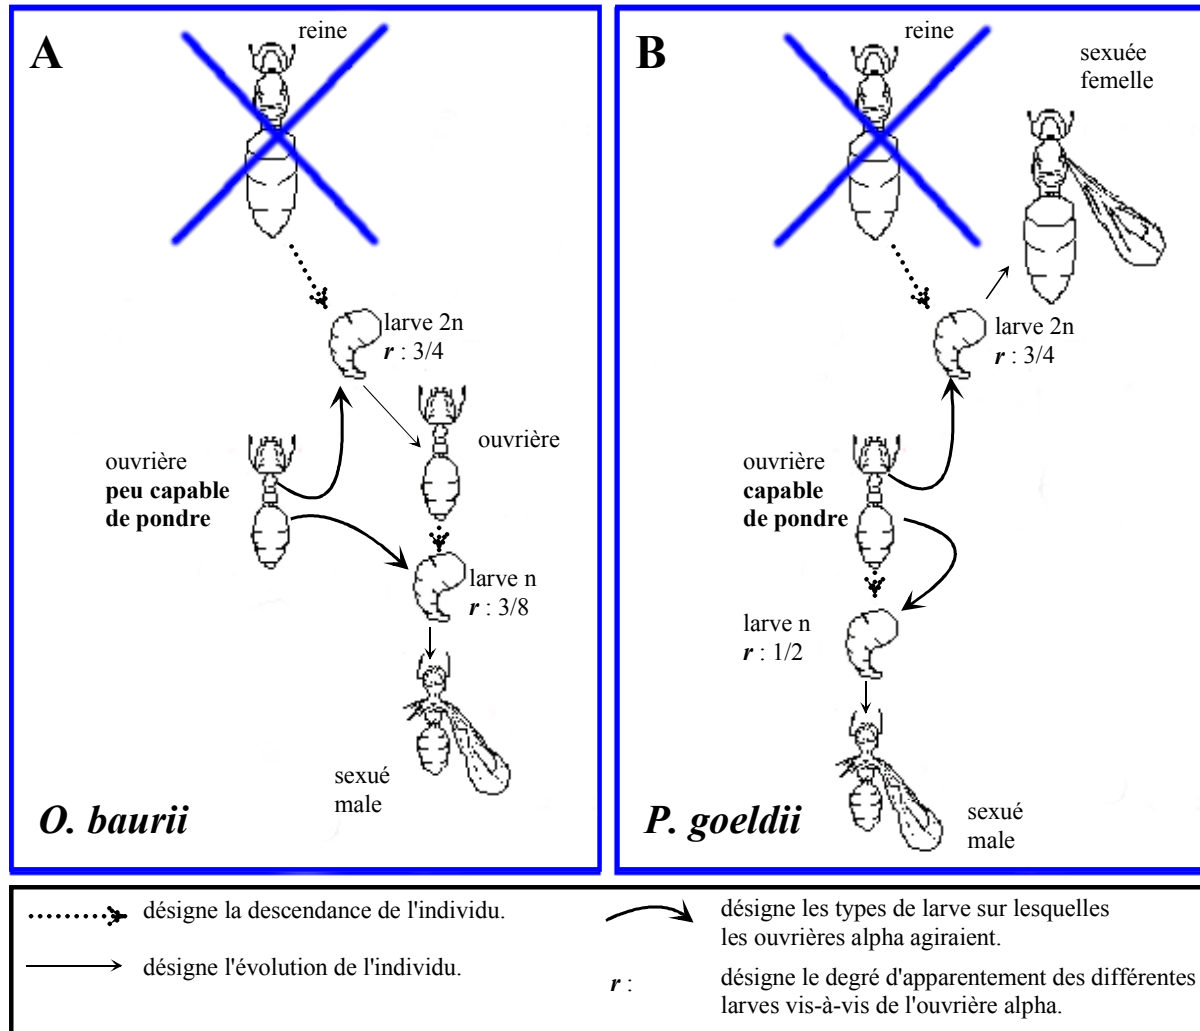 A
reine
larve 2n
r : 3/4
ouvrière
peu capable
de pondre
ouvrière
larve n
r : 3/8
sexué
male
O. baurii
B
reine
sexuée
femelle
larve 2n
r : 3/4
ouvrière
capable
de pondre
larve n
r : 1/2
sexué
male
P. goeldii
désigne la descendance de l'individu.
désigne l'évolution de l'individu.
désigne les types de larve sur lesquelles
les ouvrières alpha agiraient.
r :
désigne le degré d'apparentement des différentes
larves vis-à-vis de l'ouvrière alpha.